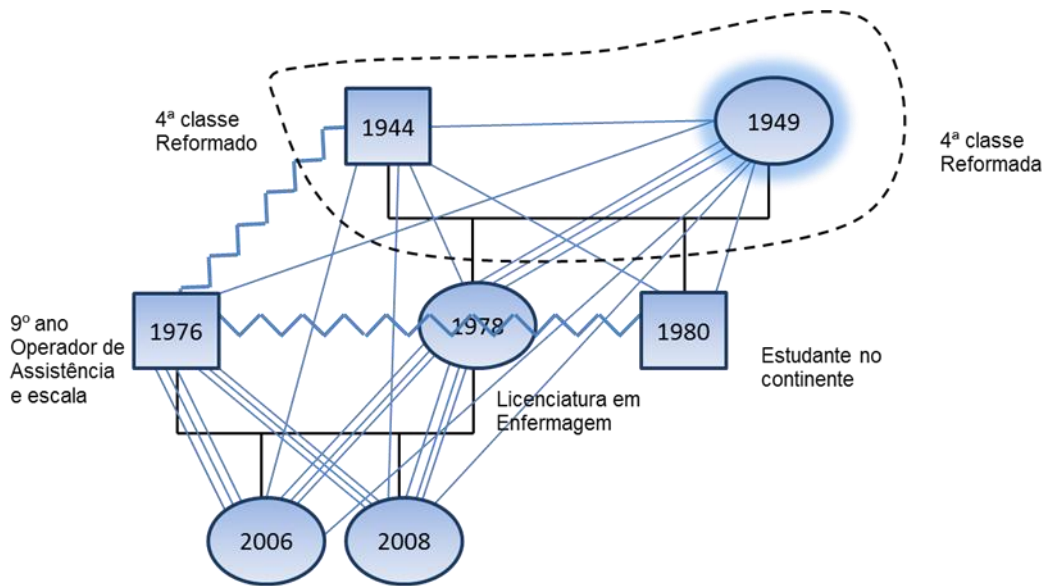 1944
1949
4ª classe
Reformado
4ª classe
Reformada
1976
1978
1980
9º ano
Operador de
Assistência
e escala
Estudante no
continente
Licenciatura em
Enfermagem
2006
2008